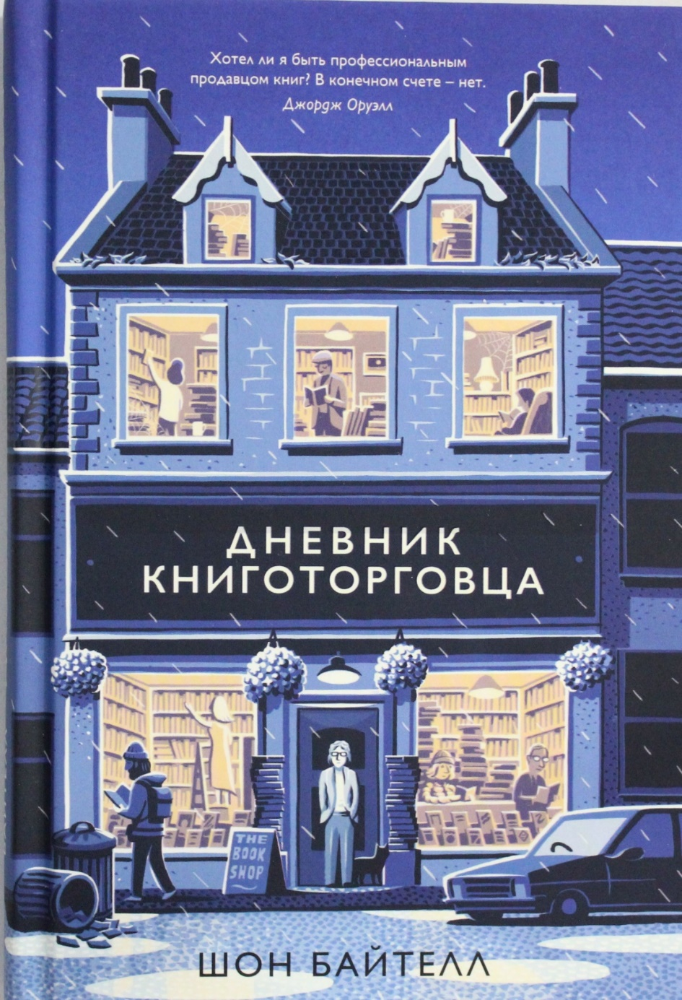 Хотел ли я быть профессиональным
продавцом книг? В конечном счете – нет.
Джордж Оруэлл
ДНЕВНИК
КНИГОТОРГОВЦА
THE
BOOK
SHOP
ШОН БАЙТЕЛЛ